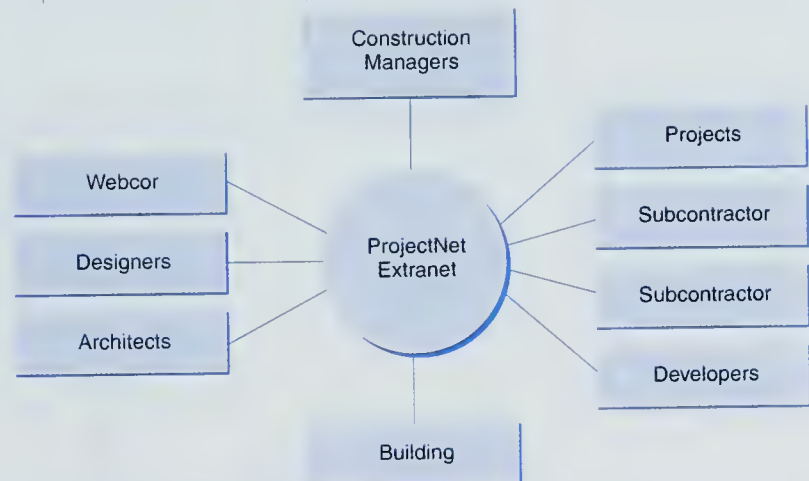 Construction
Managers
Webcor
Designers
Architects
ProjectNet
Extranet
Projects
Subcontractor
Subcontractor
Developers
Building